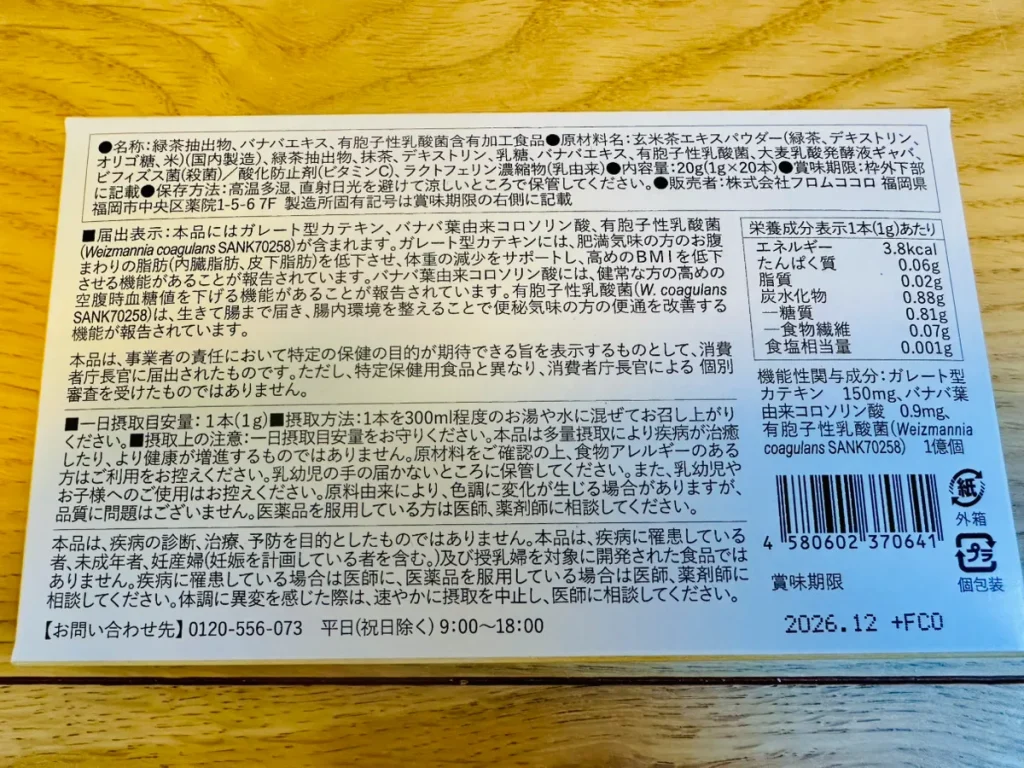 ●名称:緑茶抽出物、バナバエキス、有胞子性乳酸菌含有加工食品●原材料名:玄米茶エキスパウダー(緑茶、デキストリン、
オリゴ糖、米)(国内製造)、緑茶抽出物、抹茶、デキストリン、乳糖、バナバエキス、有胞子性乳酸菌、大麦乳酸発酵液ギャバ、
ビフィズス菌(殺菌)/酸化防止剤(ビタミンC)、ラクトフェリン濃縮物(乳由来)●内容量:20g(1g×20本)●賞味期限:枠外下部
に記載●保存方法:高温多湿、直射日光を避けて涼しいところで保管してください。●販売者:株式会社フロムココロ 福岡県
福岡市中央区薬院1-5-6 7F 製造所固有記号は賞味期限の右側に記載
■届出表示:本品にはガレート型カテキン、バナバ葉由来コロソリン酸、有胞子性乳酸菌
(Weizmannia coagulans SANK70258)が含まれます。ガレート型カテキンには、肥満気味の方のお腹
まわりの脂肪(内臓脂肪、皮下脂肪)を低下させ、体重の減少をサポートし、高めのBMIを低下
させる機能があることが報告されています。バナバ葉由来コロソリン酸には、健常な方の高めの
空腹時血糖値を下げる機能があることが報告されています。有胞子性乳酸菌(W. coagulans
SANK70258)は、生きて腸まで届き、腸内環境を整えることで便秘気味の方の便通を改善する
機能が報告されています。
本品は、事業者の責任において特定の保健の目的が期待できる旨を表示するものとして、消費
者庁長官に届出されたものです。ただし、特定保健用食品と異なり、消費者庁長官による 個別
審査を受けたものではありません。
■一日摂取目安量:1本(1g)■摂取方法:1本を300ml程度のお湯や水に混ぜてお召し上がり
ください。■摂取上の注意:一日摂取目安量をお守りください。本品は多量摂取により疾病が治癒
したり、より健康が増進するものではありません。原材料をご確認の上、食物アレルギーのある
方はご利用をお控えください。乳幼児の手の届かないところに保管してください。また、乳幼児や
お子様へのご使用はお控えください。原料由来により、色調に変化が生じる場合がありますが、
品質に問題はございません。医薬品を服用している方は医師、薬剤師に相談してください。
本品は、疾病の診断、治療、予防を目的としたものではありません。本品は、疾病に罹患している
者、未成年者、妊産婦(妊娠を計画している者を含む。)及び授乳婦を対象に開発された食品では
ありません。疾病に罹患している場合は医師に、医薬品を服用している場合は医師、薬剤師に
相談してください。体調に異変を感じた際は、速やかに摂取を中止し、医師に相談してください。
【お問い合わせ先】0120-556-073 平日(祝日除く)9:00〜18:00
栄養成分表示1本(1g)あたり
エネルギー 3.8kcal
たんぱく質 0.06g
脂質 0.02g
炭水化物 0.88g
―糖質 0.81g
―食物繊維 0.07g
食塩相当量 0.001g
機能性関与成分:ガレート型
カテキン 150mg、バナバ葉
由来コロソリン酸 0.9mg、
有胞子性乳酸菌(Weizmannia
coagulans SANK70258) 1億個
4 580602 370641
紙
外箱
プラ
個包装
賞味期限
2026.12 +FCO